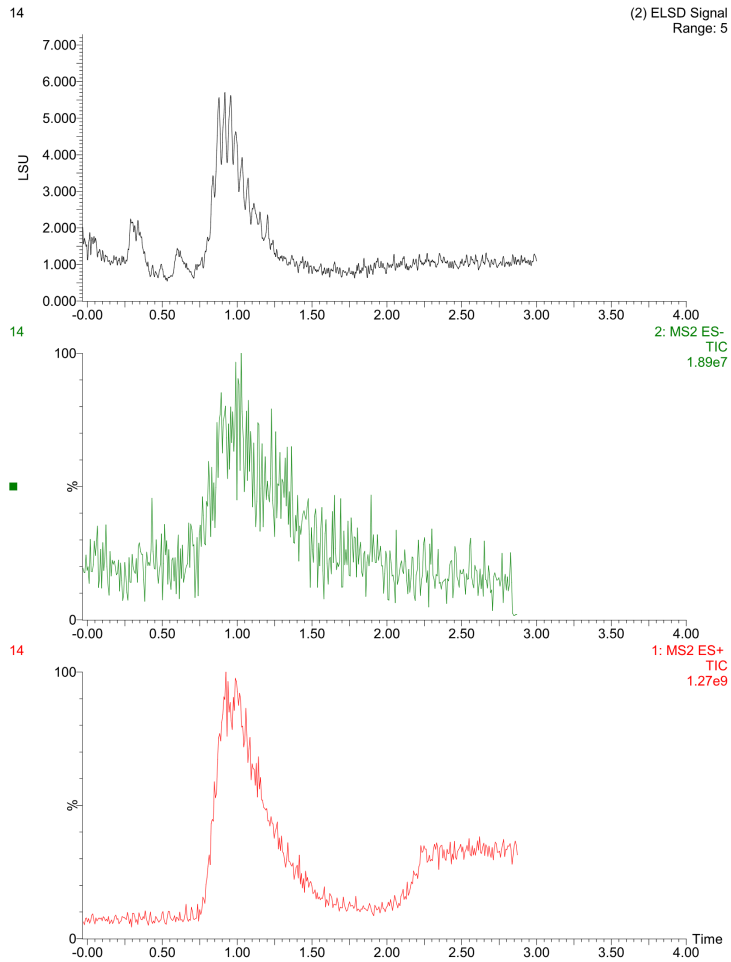 14
(2) ELSD Signal
Range: 5
7.000
6.000
5.000
4.000
3.000
2.000
1.000
0.000
LSU
-0.00 0.50 1.00 1.50 2.00 2.50 3.00 3.50 4.00
14
2: MS2 ES-
TIC
1.89e7
100
%
0
-0.00 0.50 1.00 1.50 2.00 2.50 3.00 3.50 4.00
14
1: MS2 ES+
TIC
1.27e9
100
%
0
Time
-0.00 0.50 1.00 1.50 2.00 2.50 3.00 3.50 4.00